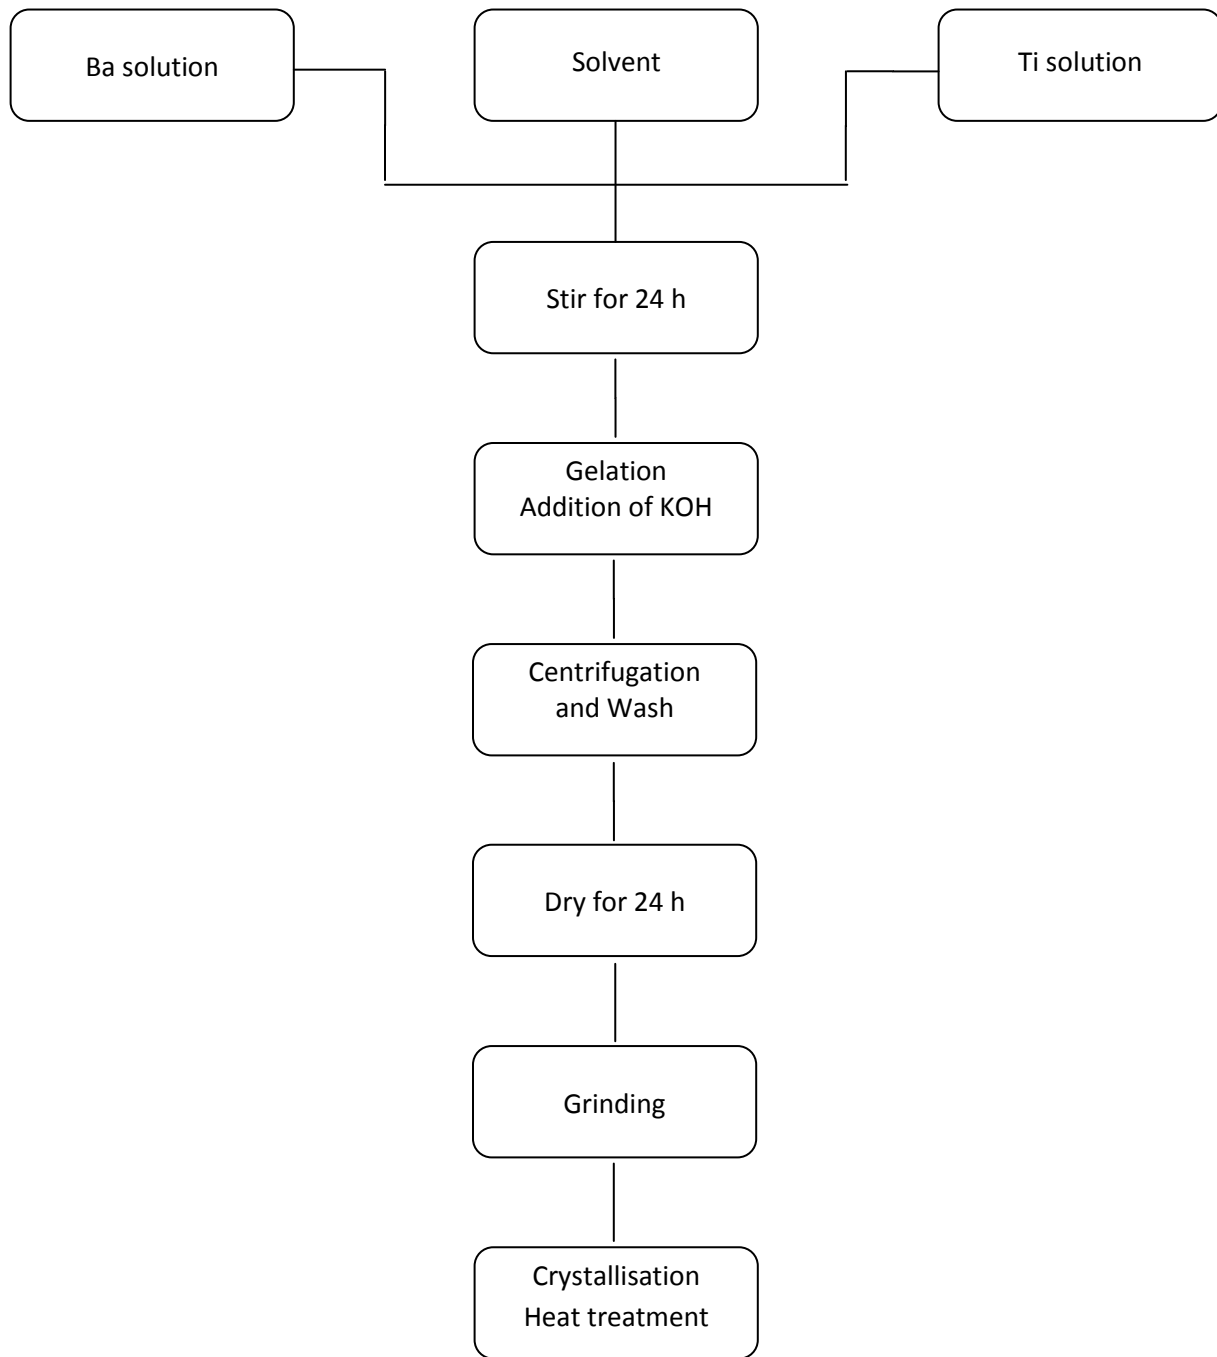 Ba solution
Solvent
Ti solution
Stir for 24 h
Gelation
Addition of KOH
Centrifugation
and Wash
Dry for 24 h
Grinding
Crystallisation
Heat treatment